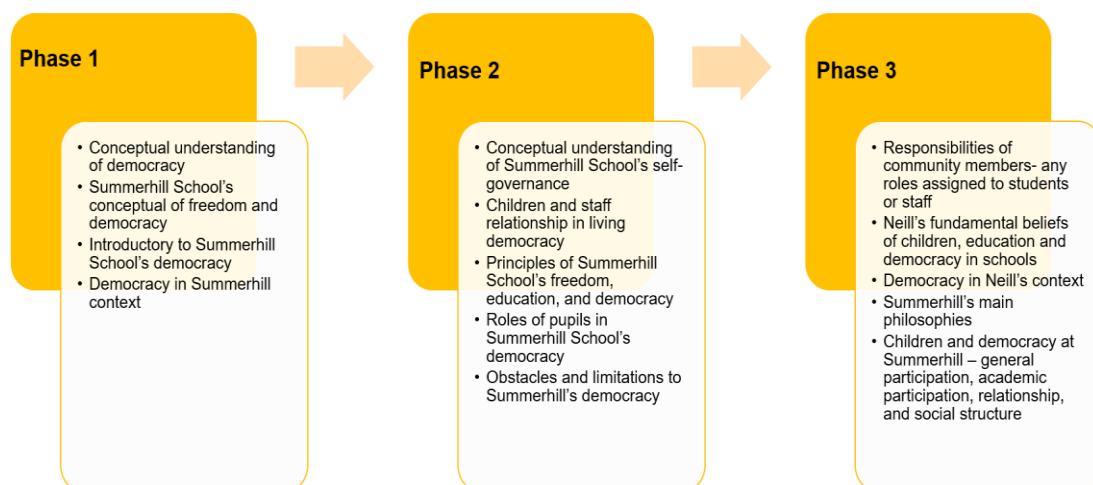 Phase 1
• Conceptual understanding
of democracy
• Summerhill School's
conceptual of freedom and
democracy
• Introductory to Summerhill
School's democracy
• Democracy in Summerhill
context
Phase 2
• Conceptual understanding
of Summerhill School's self-
governance
• Children and staff
relationship in living
democracy
• Principles of Summerhill
School's freedom,
education, and democracy
• Roles of pupils in
Summerhill School's
democracy
• Obstacles and limitations to
Summerhill's democracy
Phase 3
• Responsibilities of
community members- any
roles assigned to students
or staff
• Neill's fundamental beliefs
of children, education and
democracy in schools
• Democracy in Neill's context
• Summerhill's main
philosophies
• Children and democracy at
Summerhill – general
participation, academic
participation, relationship,
and social structure